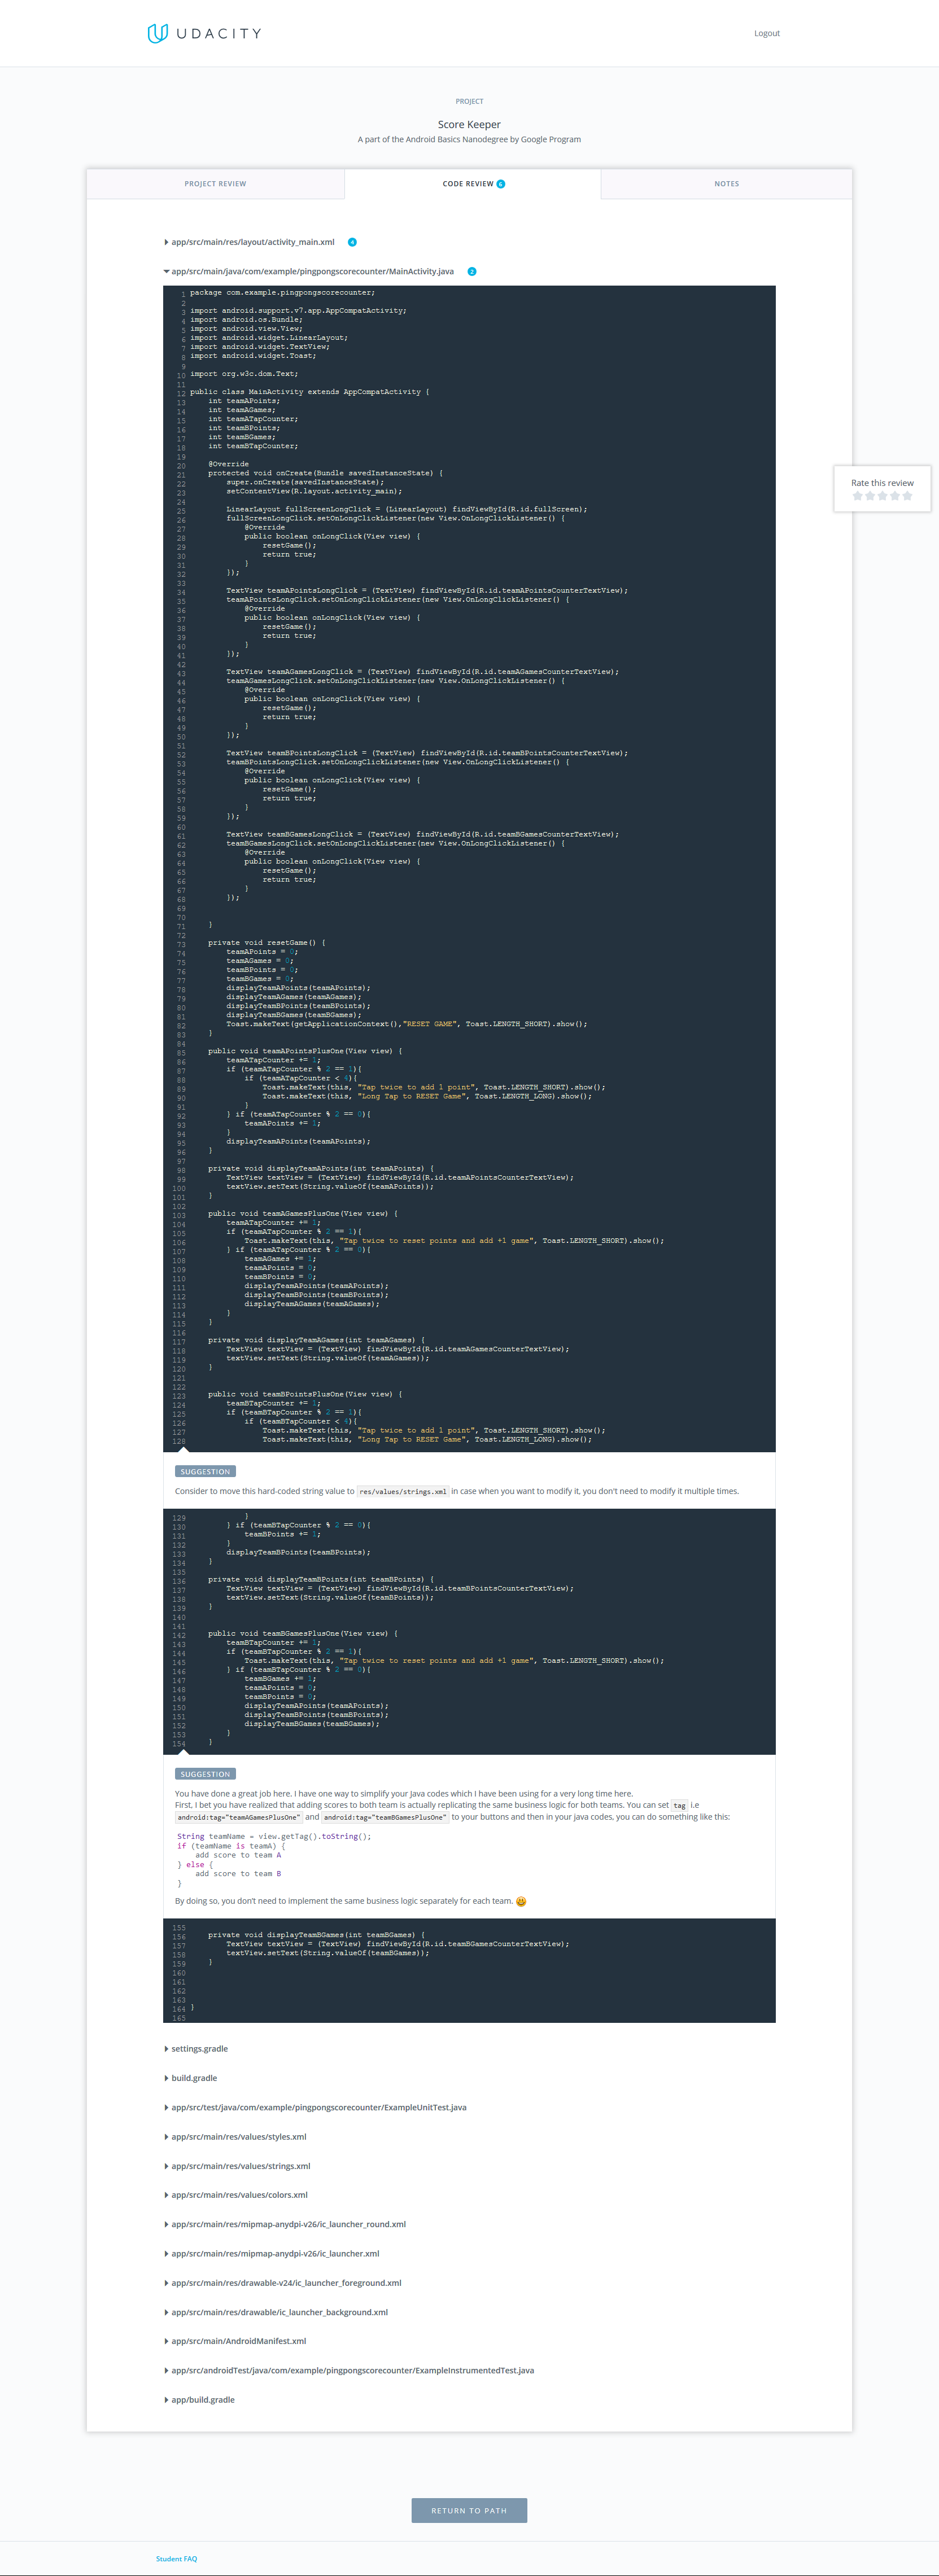 UDACITY
Logout
PROJECT
Score Keeper
A part of the Android Basics Nanodegree by Google Program
PROJECT REVIEW
CODE REVIEW 6
NOTES
app/src/main/res/layout/activity_main.xml 4
app/src/main/java/com/example/pingpongscorecounter/MainActivity.java 2
1 package com.example.pingpongscorecounter;
2
3 import android.support.v7.app.AppCompatActivity;
4 import android.os.Bundle;
5 import android.view.View;
6 import android.widget.LinearLayout;
7 import android.widget.TextView;
8 import android.widget.Toast;
9
10 import org.w3c.dom.Text;
11
12 public class MainActivity extends AppCompatActivity {
13 int teamAPoints;
14 int teamAGames;
15 int teamATapCounter;
16 int teamBPoints;
17 int teamBGames;
18 int teamBTapCounter;
19
20 @Override
21 protected void onCreate(Bundle savedInstanceState) {
22 super.onCreate(savedInstanceState);
23 setContentView(R.layout.activity_main);
24
25 LinearLayout fullScreenLongClick = (LinearLayout) findViewById(R.id.fullScreen);
26 fullScreenLongClick.setOnLongClickListener(new View.OnLongClickListener() {
27 @Override
28 public boolean onLongClick(View view) {
29 resetGame();
30 return true;
31 }
32 });
33
34 TextView teamAPointsLongClick = (TextView) findViewById(R.id.teamAPointsCounterTextView);
35 teamAPointsLongClick.setOnLongClickListener(new View.OnLongClickListener() {
36 @Override
37 public boolean onLongClick(View view) {
38 resetGame();
39 return true;
40 }
41 });
42
43 TextView teamAGamesLongClick = (TextView) findViewById(R.id.teamAGamesCounterTextView);
44 teamAGamesLongClick.setOnLongClickListener(new View.OnLongClickListener() {
45 @Override
46 public boolean onLongClick(View view) {
47 resetGame();
48 return true;
49 }
50 });
51
52 TextView teamBPointsLongClick = (TextView) findViewById(R.id.teamBPointsCounterTextView);
53 teamBPointsLongClick.setOnLongClickListener(new View.OnLongClickListener() {
54 @Override
55 public boolean onLongClick(View view) {
56 resetGame();
57 return true;
58 }
59 });
60
61 TextView teamBGamesLongClick = (TextView) findViewById(R.id.teamBGamesCounterTextView);
62 teamBGamesLongClick.setOnLongClickListener(new View.OnLongClickListener() {
63 @Override
64 public boolean onLongClick(View view) {
65 resetGame();
66 return true;
67 }
68 });
69
70
71 }
72
73 private void resetGame() {
74 teamAPoints = 0;
75 teamAGames = 0;
76 teamBPoints = 0;
77 teamBGames = 0;
78 displayTeamAPoints(teamAPoints);
79 displayTeamAGames(teamAGames);
80 displayTeamBPoints(teamBPoints);
81 displayTeamBGames(teamBGames);
82 Toast.makeText(getApplicationContext(),"RESET GAME", Toast.LENGTH_SHORT).show();
83 }
84
85 public void teamAPointsPlusOne(View view) {
86 teamATapCounter += 1;
87 if (teamATapCounter % 2 == 1){
88 if (teamATapCounter < 4){
89 Toast.makeText(this, "Tap twice to add 1 point", Toast.LENGTH_SHORT).show();
90 Toast.makeText(this, "Long Tap to RESET Game", Toast.LENGTH_LONG).show();
91 }
92 } if (teamATapCounter % 2 == 0){
93 teamAPoints += 1;
94 }
95 displayTeamAPoints(teamAPoints);
96 }
97
98 private void displayTeamAPoints(int teamAPoints) {
99 TextView textView = (TextView) findViewById(R.id.teamAPointsCounterTextView);
100 textView.setText(String.valueOf(teamAPoints));
101 }
102
103 public void teamAGamesPlusOne(View view) {
104 teamATapCounter += 1;
105 if (teamATapCounter % 2 == 1){
106 Toast.makeText(this, "Tap twice to reset points and add +1 game", Toast.LENGTH_SHORT).show();
107 } if (teamATapCounter % 2 == 0){
108 teamAGames += 1;
109 teamAPoints = 0;
110 teamBPoints = 0;
111 displayTeamAPoints(teamAPoints);
112 displayTeamBPoints(teamBPoints);
113 displayTeamAGames(teamAGames);
114 }
115 }
116
117 private void displayTeamAGames(int teamAGames) {
118 TextView textView = (TextView) findViewById(R.id.teamAGamesCounterTextView);
119 textView.setText(String.valueOf(teamAGames));
120 }
121
122
123 public void teamBPointsPlusOne(View view) {
124 teamBTapCounter += 1;
125 if (teamBTapCounter % 2 == 1){
126 if (teamBTapCounter < 4){
127 Toast.makeText(this, "Tap twice to add 1 point", Toast.LENGTH_SHORT).show();
128 Toast.makeText(this, "Long Tap to RESET Game", Toast.LENGTH_LONG).show();
SUGGESTION
Consider to move this hard-coded string value to res/values/strings.xml in case when you want to modify it, you don't need to modify it multiple times.
129 }
130 } if (teamBTapCounter % 2 == 0){
131 teamBPoints += 1;
132 }
133 displayTeamBPoints(teamBPoints);
134 }
135
136 private void displayTeamBPoints(int teamBPoints) {
137 TextView textView = (TextView) findViewById(R.id.teamBPointsCounterTextView);
138 textView.setText(String.valueOf(teamBPoints));
139 }
140
141
142 public void teamBGamesPlusOne(View view) {
143 teamBTapCounter += 1;
144 if (teamBTapCounter % 2 == 1){
145 Toast.makeText(this, "Tap twice to reset points and add +1 game", Toast.LENGTH_SHORT).show();
146 } if (teamBTapCounter % 2 == 0){
147 teamBGames += 1;
148 teamAPoints = 0;
149 teamBPoints = 0;
150 displayTeamAPoints(teamAPoints);
151 displayTeamBPoints(teamBPoints);
152 displayTeamBGames(teamBGames);
153 }
154 }
SUGGESTION
You have done a great job here. I have one way to simplify your Java codes which I have been using for a very long time here.
First, I bet you have realized that adding scores to both team is actually replicating the same business logic for both teams. You can set tag i.e
android:tag="teamAGamesPlusOne" and android:tag="teamBGamesPlusOne" to your buttons and then in your java codes, you can do something like this:
String teamName = view.getTag().toString();
if (teamName is teamA) {
add score to team A
} else {
add score to team B
}
By doing so, you don't need to implement the same business logic separately for each team. 😃
155
156 private void displayTeamBGames(int teamBGames) {
157 TextView textView = (TextView) findViewById(R.id.teamBGamesCounterTextView);
158 textView.setText(String.valueOf(teamBGames));
159 }
160
161
162
163
164 }
165
Rate this review
settings.gradle
build.gradle
app/src/test/java/com/example/pingpongscorecounter/ExampleUnitTest.java
app/src/main/res/values/styles.xml
app/src/main/res/values/strings.xml
app/src/main/res/values/colors.xml
app/src/main/res/mipmap-anydpi-v26/ic_launcher_round.xml
app/src/main/res/mipmap-anydpi-v26/ic_launcher.xml
app/src/main/res/drawable-v24/ic_launcher_foreground.xml
app/src/main/res/drawable/ic_launcher_background.xml
app/src/main/AndroidManifest.xml
app/src/androidTest/java/com/example/pingpongscorecounter/ExampleInstrumentedTest.java
app/build.gradle
RETURN TO PATH
Student FAQ